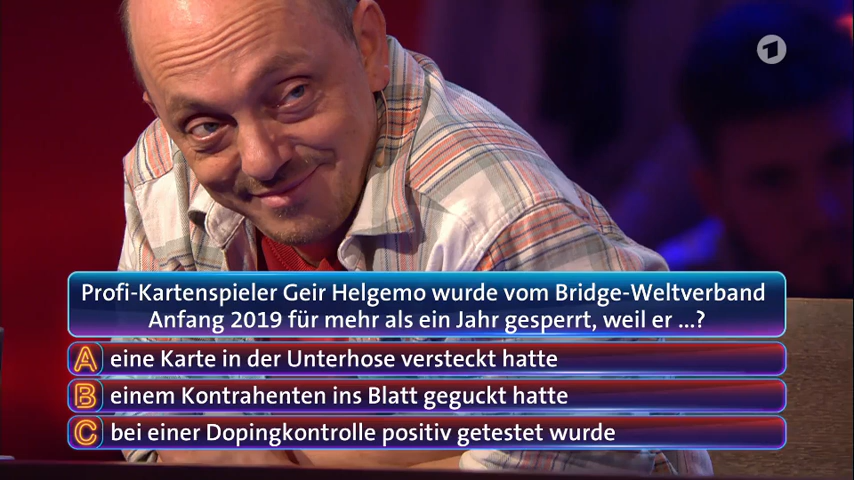 Profi-Kartenspieler Geir Helgemo wurde vom Bridge-Weltverband
Anfang 2019 für mehr als ein Jahr gesperrt, weil er ...?
A eine Karte in der Unterhose versteckt hatte
B einem Kontrahenten ins Blatt geguckt hatte
C bei einer Dopingkontrolle positiv getestet wurde